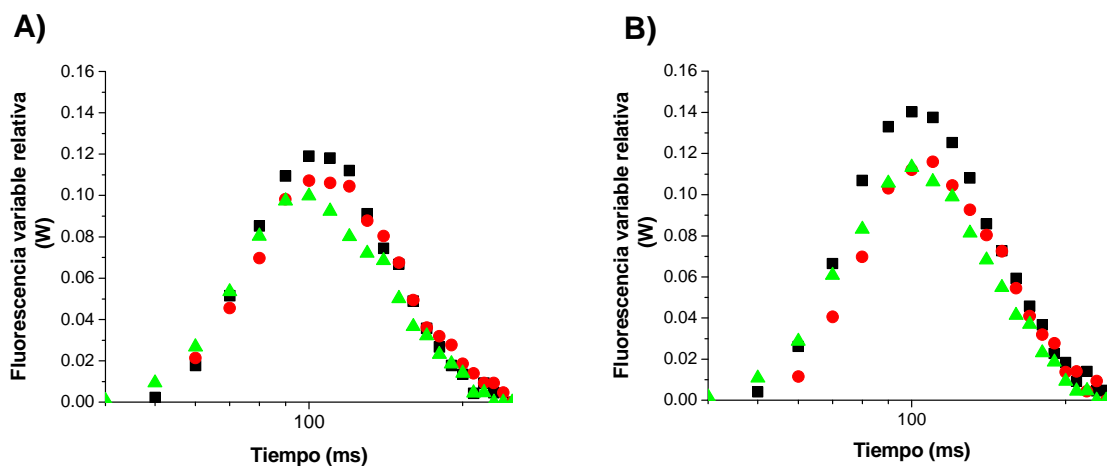 A)
B)
Fluorescencia variable relativa
(W)
0.16
0.14
0.12
0.10
0.08
0.06
0.04
0.02
0.00
100
Tiempo (ms)
Fluorescencia variable relativa
(W)
0.16
0.14
0.12
0.10
0.08
0.06
0.04
0.02
0.00
100
Tiempo (ms)